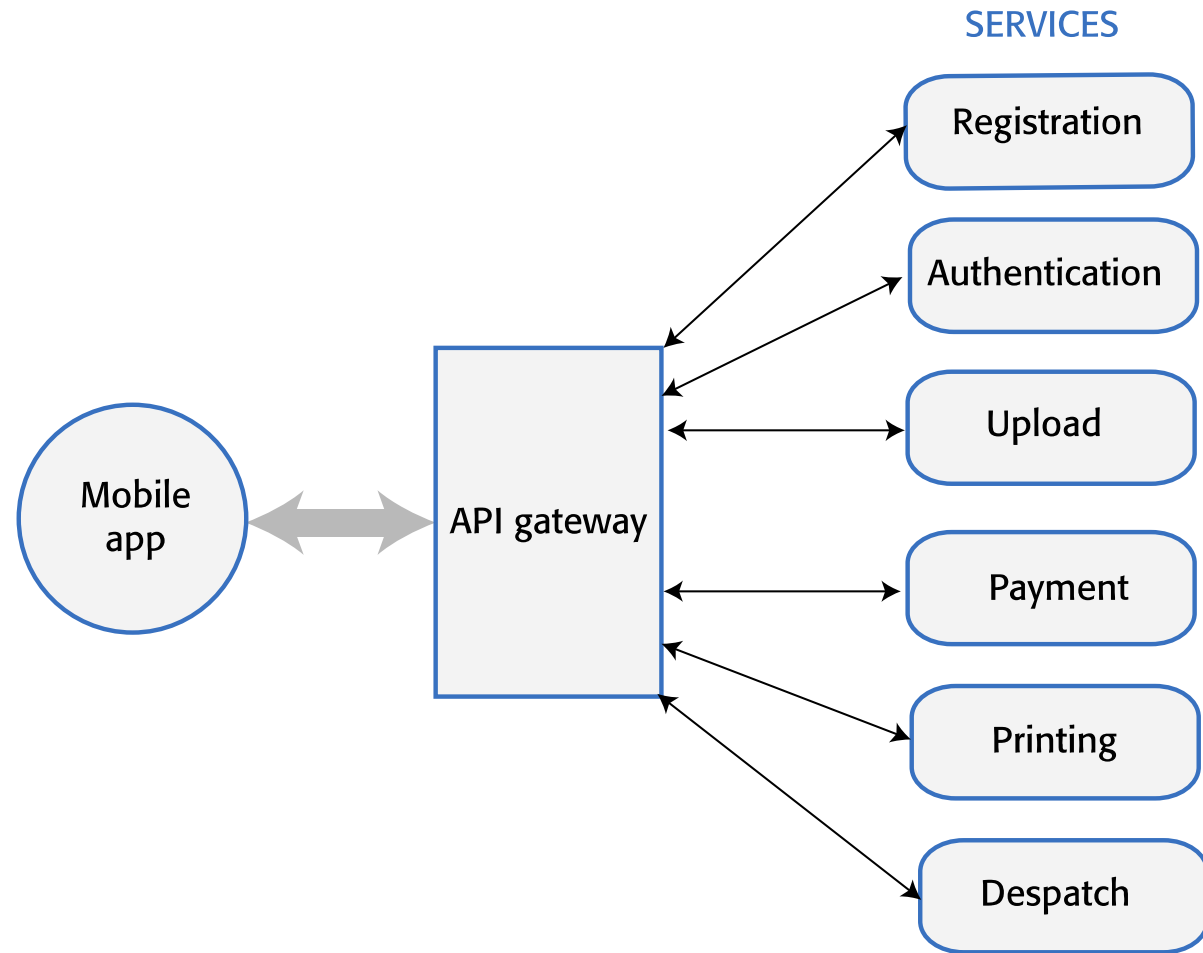 SERVICES
Registration
Authentication
Upload
Mobile
app
API gateway
Payment
Printing
Despatch